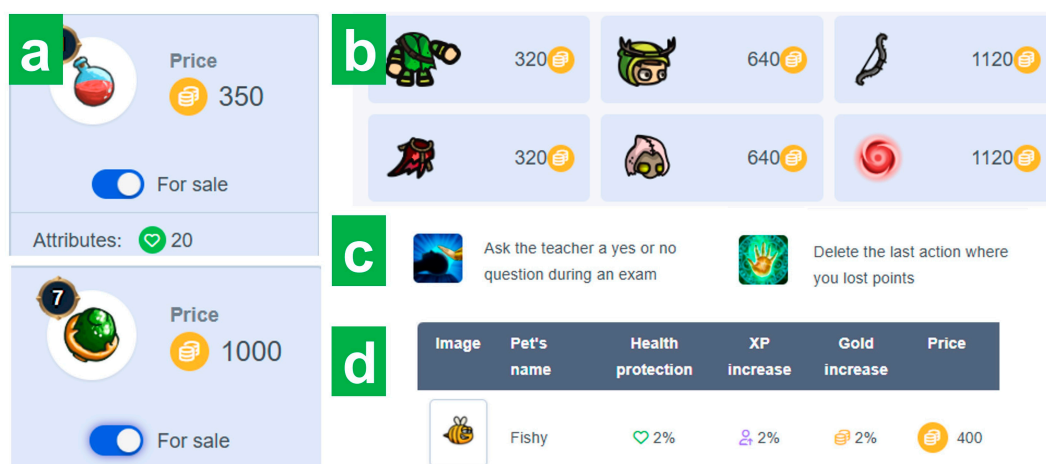 a
Price
350
For sale
Attributes: 20
7
Price
1000
For sale
b
320 640 1120
320 640 1120
c
Ask the teacher a yes or no
question during an exam
Delete the last action where
you lost points
d
Image Pet's Health XP Gold Price
name protection increase increase
Fishy 2% 2% 2% 400